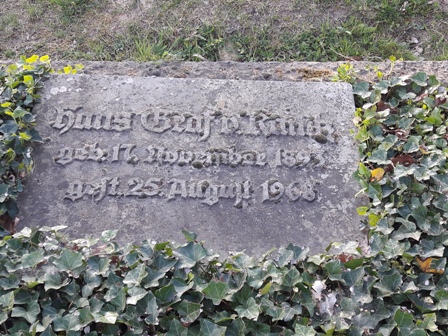 Hans Graf v. Kanitz
geb. 17. November 1893
gest. 25. August 1968